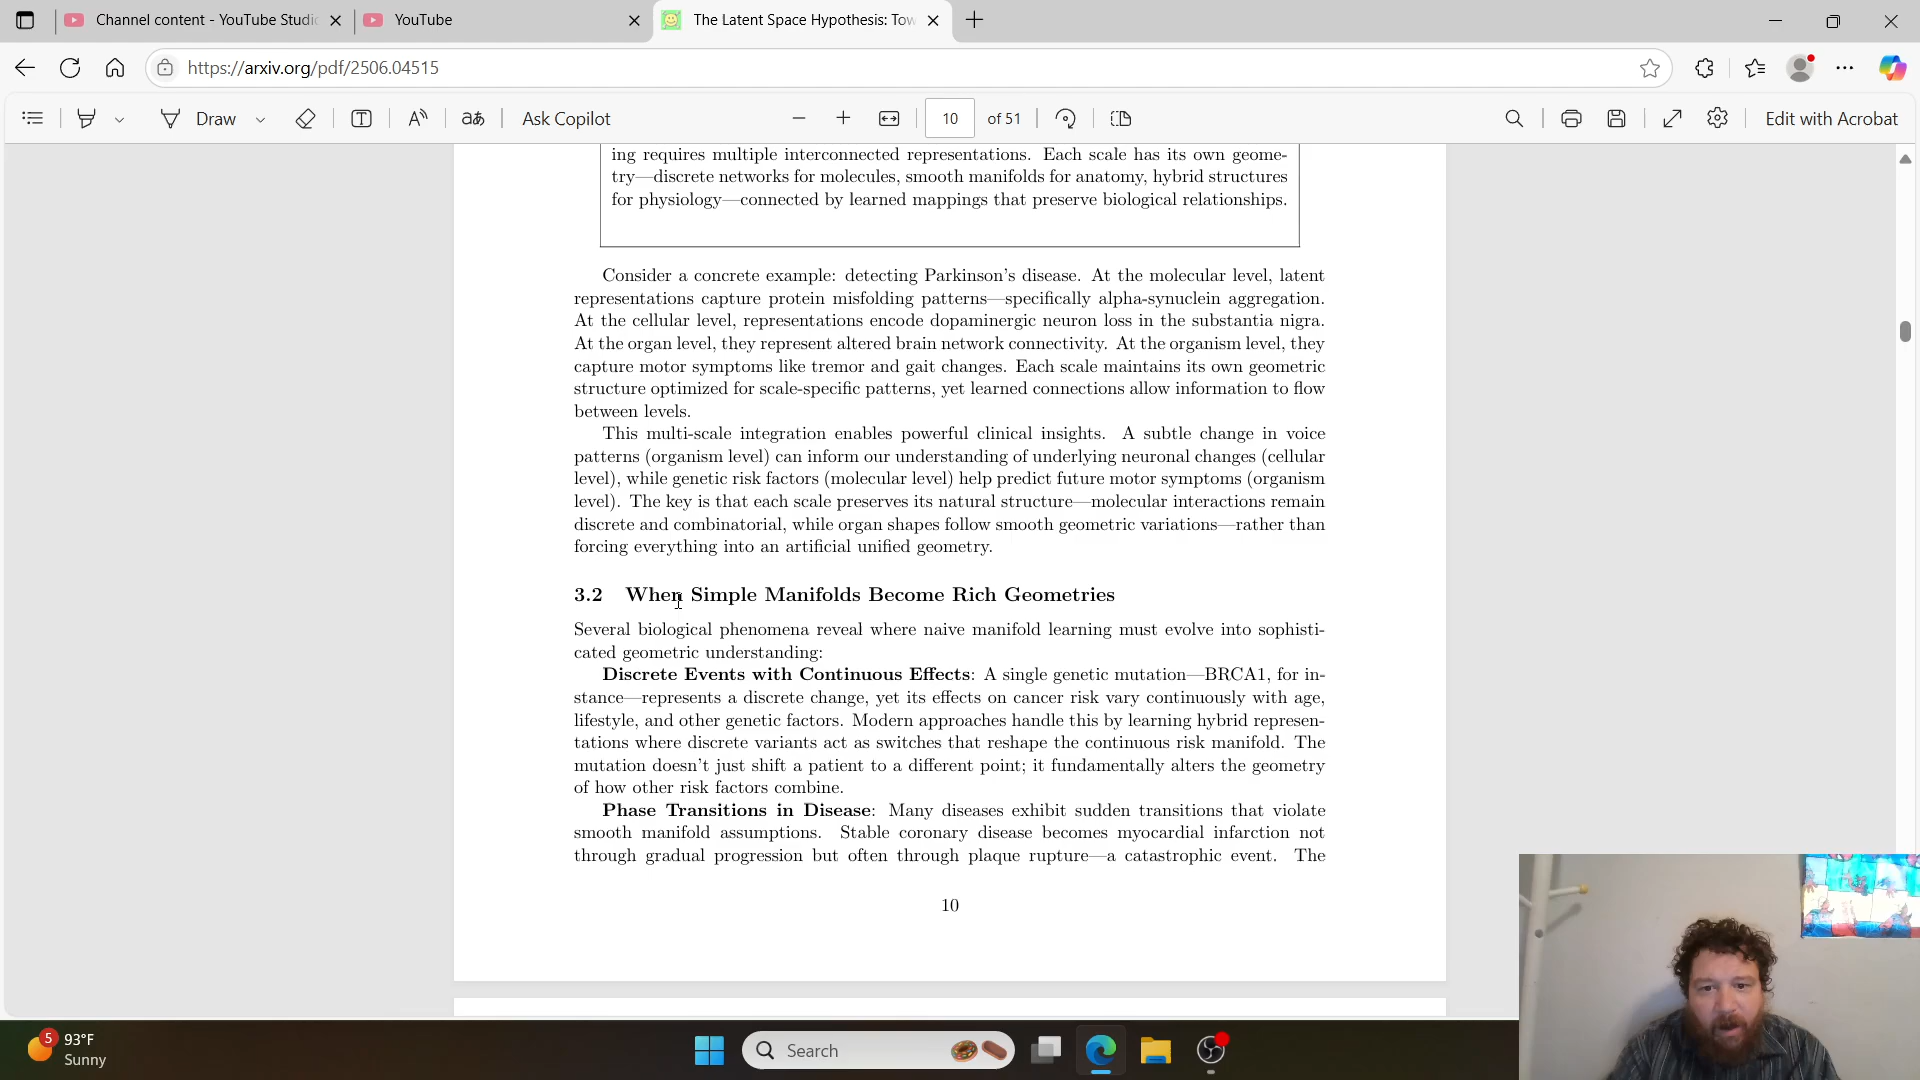 Channel content - YouTube Studio
YouTube
The Latent Space Hypothesis: Tow
https://arxiv.org/pdf/2506.04515
Draw
Ask Copilot
10
of 51
Edit with Acrobat
ing requires multiple interconnected representations. Each scale has its own geome-
try—discrete networks for molecules, smooth manifolds for anatomy, hybrid structures
for physiology—connected by learned mappings that preserve biological relationships.
Consider a concrete example: detecting Parkinson's disease. At the molecular level, latent
representations capture protein misfolding patterns—specifically alpha-synuclein aggregation.
At the cellular level, representations encode dopaminergic neuron loss in the substantia nigra.
At the organ level, they represent altered brain network connectivity. At the organism level, they
capture motor symptoms like tremor and gait changes. Each scale maintains its own geometric
structure optimized for scale-specific patterns, yet learned connections allow information to flow
between levels.
This multi-scale integration enables powerful clinical insights. A subtle change in voice
patterns (organism level) can inform our understanding of underlying neuronal changes (cellular
level), while genetic risk factors (molecular level) help predict future motor symptoms (organism
level). The key is that each scale preserves its natural structure—molecular interactions remain
discrete and combinatorial, while organ shapes follow smooth geometric variations—rather than
forcing everything into an artificial unified geometry.
3.2 When Simple Manifolds Become Rich Geometries
Several biological phenomena reveal where naive manifold learning must evolve into sophisti-
cated geometric understanding:
Discrete Events with Continuous Effects: A single genetic mutation—BRCA1, for in-
stance—represents a discrete change, yet its effects on cancer risk vary continuously with age,
lifestyle, and other genetic factors. Modern approaches handle this by learning hybrid represen-
tations where discrete variants act as switches that reshape the continuous risk manifold. The
mutation doesn't just shift a patient to a different point; it fundamentally alters the geometry
of how other risk factors combine.
Phase Transitions in Disease: Many diseases exhibit sudden transitions that violate
smooth manifold assumptions. Stable coronary disease becomes myocardial infarction not
through gradual progression but often through plaque rupture—a catastrophic event. The
10
5
93°F
Sunny
Search